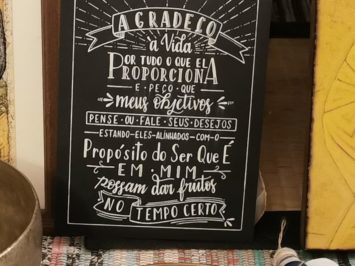 AGRADEÇO
à Vida
POR TUDO O QUE ELA
PROPORCIONA
E PEÇO QUE
meus objetivos
PENSE OU FALE SEUS DESEJOS
ESTANDO-ELES-ALINHADOS-COM-O
Propósito do Ser Que É
EM MIM
possam dar frutos
NO TEMPO CERTO